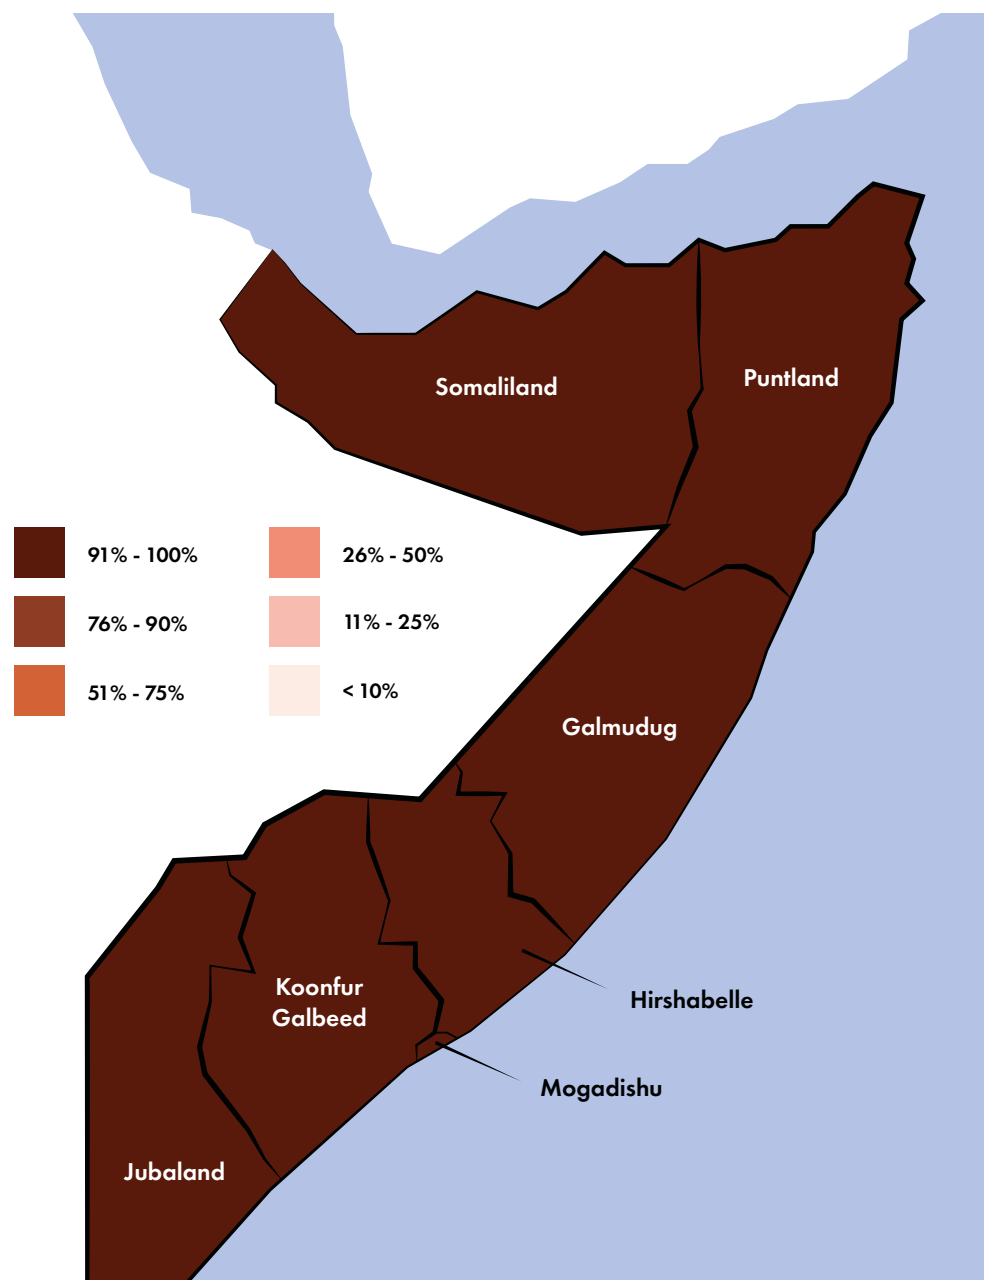 Somaliland
Puntland
91% - 100%
26% - 50%
76% - 90%
11% - 25%
51% - 75%
< 10%
Galmudug
Koonfur
Galbeed
Hirshabelle
Mogadishu
Jubaland